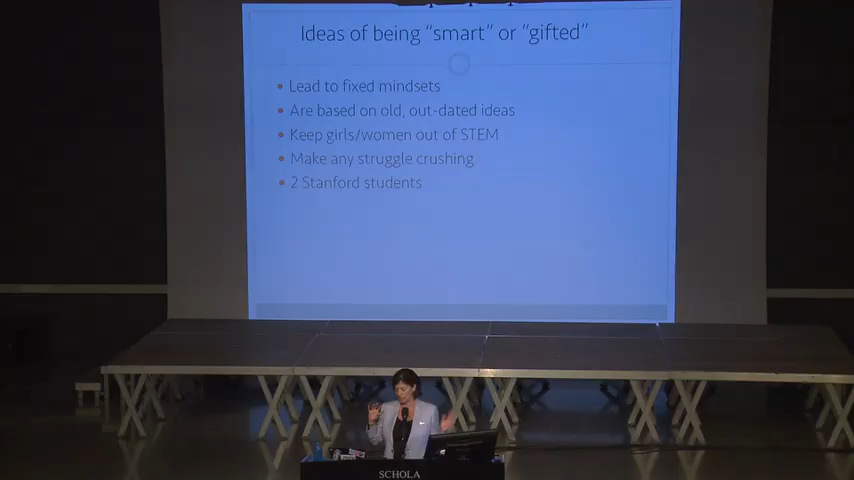 Ideas of being “smart” or “gifted”
Lead to fixed mindsets
Are based on old, out-dated ideas
Keep girls/women out of STEM
Make any struggle crushing
2 Stanford students
SCHOLA